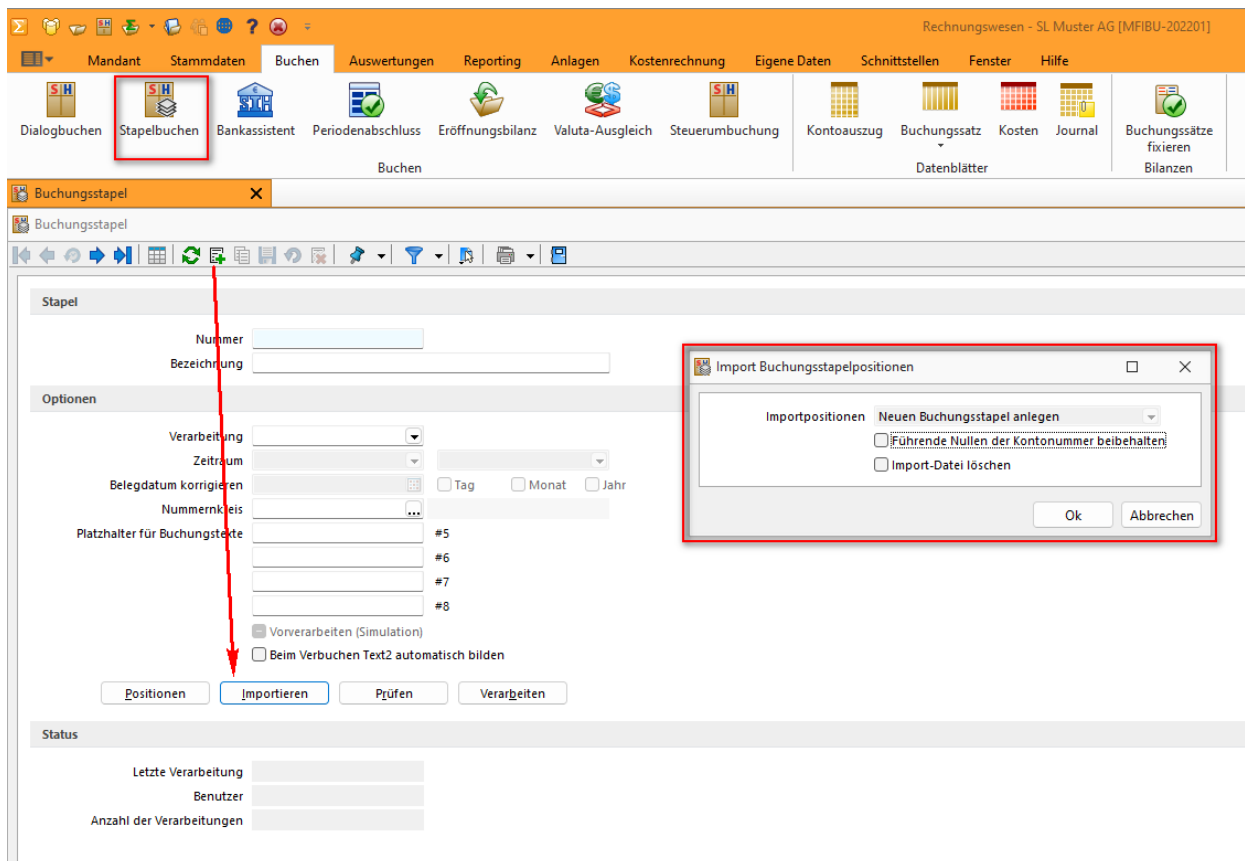 Rechnungswesen - SL Muster AG [MFIBU-202201]
Mandant Stammdaten Buchen Auswertungen Reporting Anlagen Kostenrechnung Eigene Daten Schnittstellen Fenster Hilfe
Dialogbuchen Stapelbuchen Bankassistent Periodenabschluss Eröffnungsbilanz Valuta-Ausgleich Steuerumbuchung Kontoauszug Buchungssatz Kosten Journal Buchungssätze
fixieren
Buchen Datenblätter Bilanzen
Buchungsstapel
Buchungsstapel
Stapel
Nummer
Bezeichnung
Optionen
Verarbeitung
Zeitraum
Belegdatum korrigieren Tag Monat Jahr
Nummernkreis ...
Platzhalter für Buchungstexte #5
#6
#7
#8
Vorverarbeiten (Simulation)
Beim Verbuchen Text2 automatisch bilden
Positionen Importieren Prüfen Verarbeiten
Status
Letzte Verarbeitung
Benutzer
Anzahl der Verarbeitungen
Import Buchungsstapelpositionen
Importpositionen Neuen Buchungsstapel anlegen
Führende Nullen der Kontonummer beibehalten
Import-Datei löschen
Ok Abbrechen